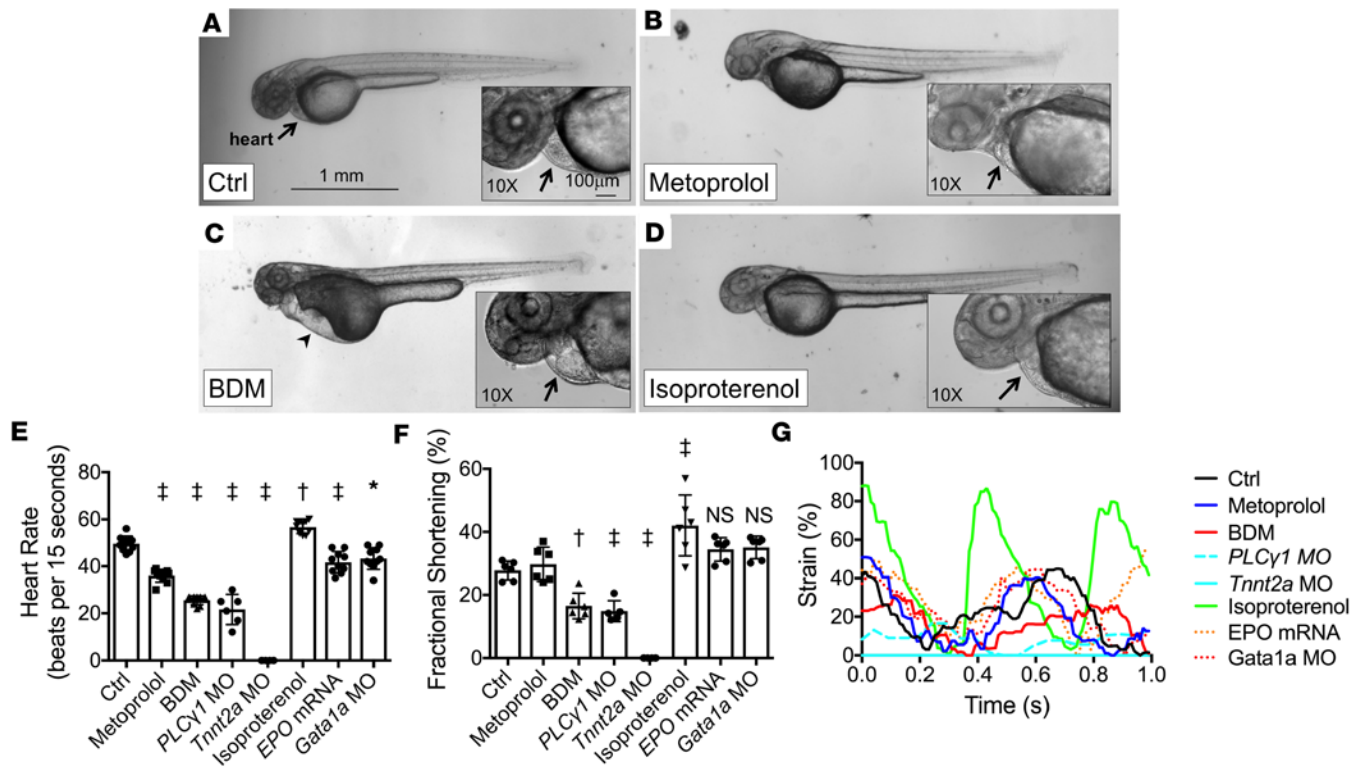 A
heart
Ctrl
1 mm
10X
100μm
B
Metoprolol
10X
C
BDM
10X
D
Isoproterenol
10X
E
Heart Rate
(beats per 15 seconds)
80
60
40
20
0
‡ ‡ ‡ ‡ † ‡ *
Ctrl
Metoprolol
BDM
PLCγ1 MO
Tnnt2a MO
Isoproterenol
EPO mRNA
Gata1a MO
F
Fractional Shortening (%)
60
40
20
0
† ‡ ‡ ‡ NS NS
Ctrl
Metoprolol
BDM
PLCγ1 MO
Tnnt2a MO
Isoproterenol
EPO mRNA
Gata1a MO
G
Strain (%)
100
80
60
40
20
0
0.0 0.2 0.4 0.6 0.8 1.0
Time (s)
Ctrl
Metoprolol
BDM
PLCγ1 MO
Tnnt2a MO
Isoproterenol
EPO mRNA
Gata1a MO